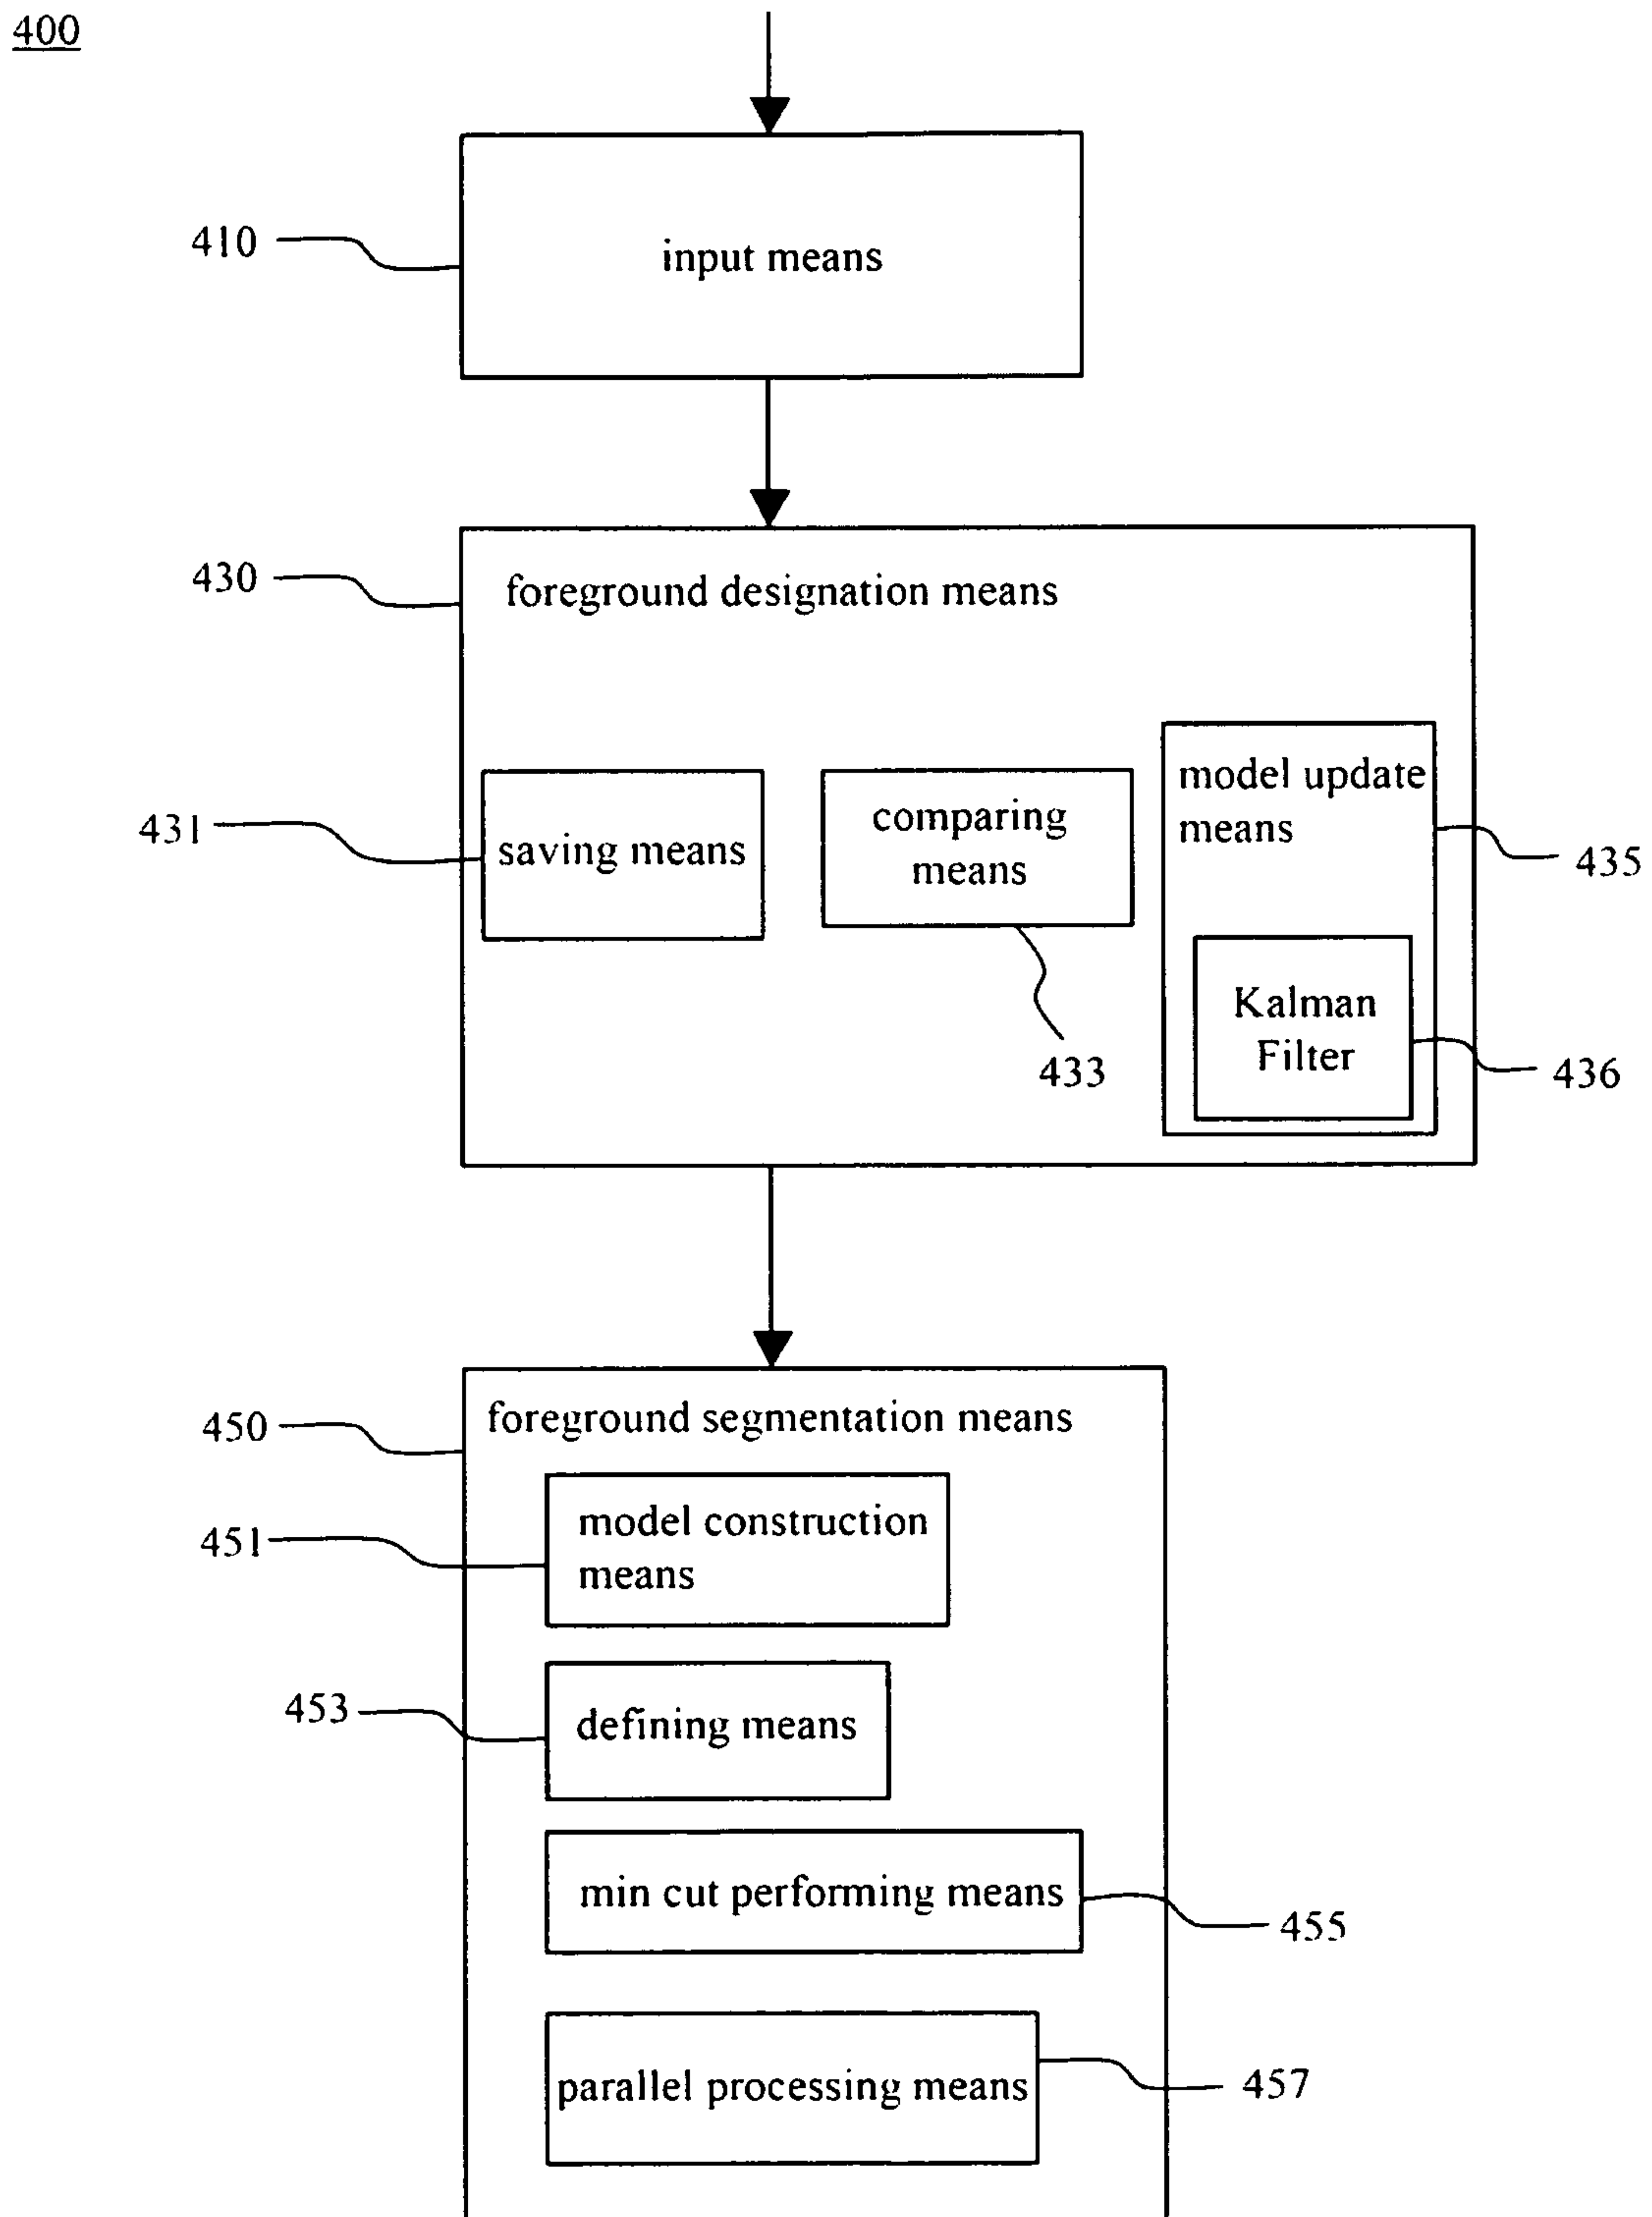 400
410
input means
430
foreground designation means
431
saving means
comparing
means
433
model update
means
435
Kalman
Filter
436
450
foreground segmentation means
451
model construction
means
453
defining means
min cut performing means
455
parallel processing means
457